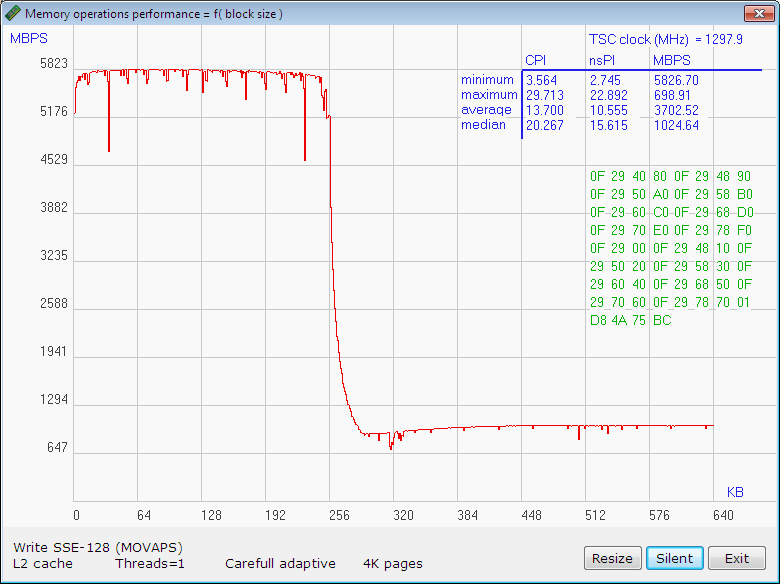 Memory operations performance = f( block size )
MBPS
TSC clock (MHz) = 1297.9
CPI nsPI MBPS
minimum 3.564 2.745 5826.70
maximum 29.713 22.892 698.91
average 13.700 10.555 3702.52
median 20.267 15.615 1024.64
0F 29 40 80 0F 29 48 90
0F 29 50 A0 0F 29 58 B0
0F 29 60 C0 0F 29 68 D0
0F 29 70 E0 0F 29 78 F0
0F 29 00 0F 29 48 10 0F
29 50 20 0F 29 58 30 0F
29 60 40 0F 29 68 50 0F
29 70 60 0F 29 78 70 01
D8 4A 75 BC
5823
5176
4529
3882
3235
2588
1941
1294
647
KB
0 64 128 192 256 320 384 448 512 576 640
Write SSE-128 (MOVAPS)
L2 cache Threads=1 Carefull adaptive 4K pages
Resize Silent Exit